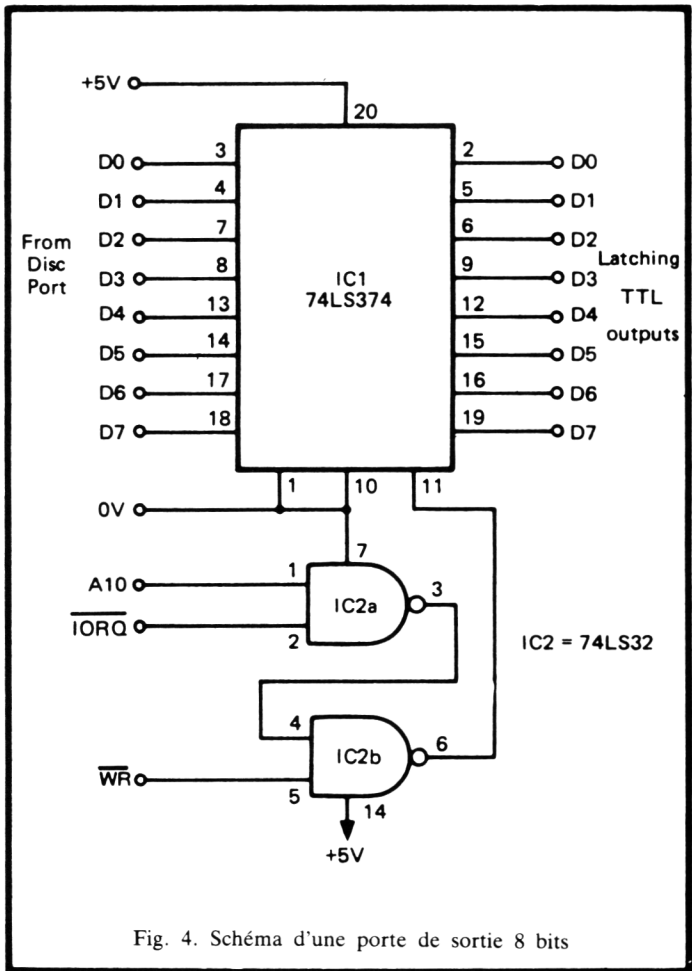 +5V
20
D0 3 2 D0
D1 4 5 D1
D2 7 6 D2
From
Disc
Port
D3 8 9 D3
Latching
TTL
outputs
IC1
74LS374
D4 13 12 D4
D5 14 15 D5
D6 17 16 D6
D7 18 19 D7
1 10 11
0V
7
A10 1 3
IC2a
I̅O̅R̅Q̅ 2
IC2 = 74LS32
4 6
IC2b
W̅R̅ 5
14
+5V
Fig. 4. Schéma d'une porte de sortie 8 bits